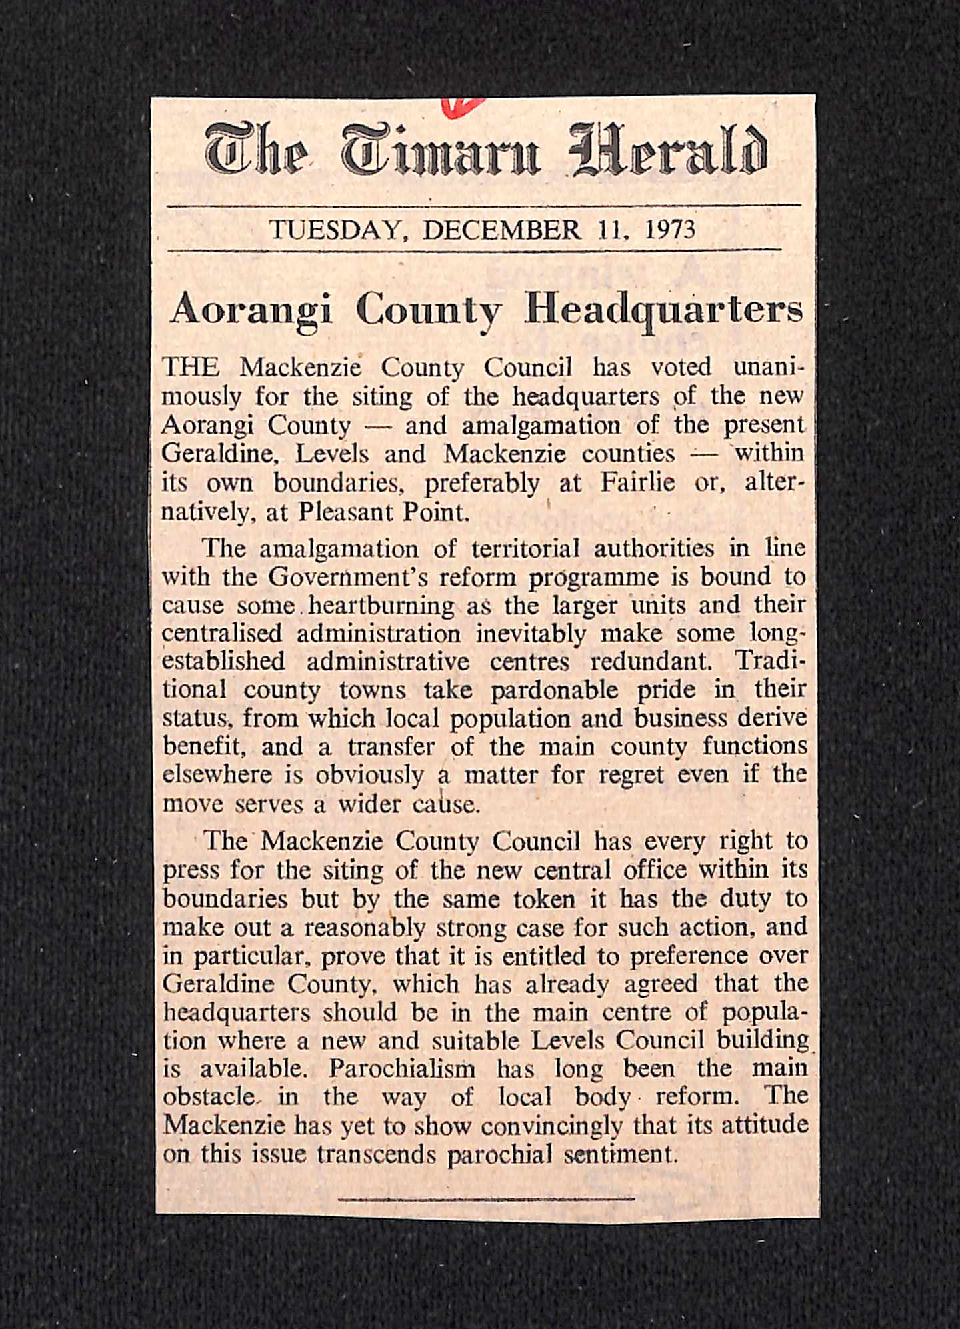 The Timaru Herald
TUESDAY, DECEMBER 11, 1973
Aorangi County Headquarters
THE Mackenzie County Council has voted unani-
mously for the siting of the headquarters of the new
Aorangi County — and amalgamation of the present
Geraldine, Levels and Mackenzie counties — within
its own boundaries, preferably at Fairlie or, alter-
natively, at Pleasant Point.
The amalgamation of territorial authorities in line
with the Government's reform programme is bound to
cause some heartburning as the larger units and their
centralised administration inevitably make some long-
established administrative centres redundant. Tradi-
tional county towns take pardonable pride in their
status, from which local population and business derive
benefit, and a transfer of the main county functions
elsewhere is obviously a matter for regret even if the
move serves a wider cause.
The Mackenzie County Council has every right to
press for the siting of the new central office within its
boundaries but by the same token it has the duty to
make out a reasonably strong case for such action, and
in particular, prove that it is entitled to preference over
Geraldine County, which has already agreed that the
headquarters should be in the main centre of popula-
tion where a new and suitable Levels Council building
is available. Parochialism has long been the main
obstacle in the way of local body reform. The
Mackenzie has yet to show convincingly that its attitude
on this issue transcends parochial sentiment.